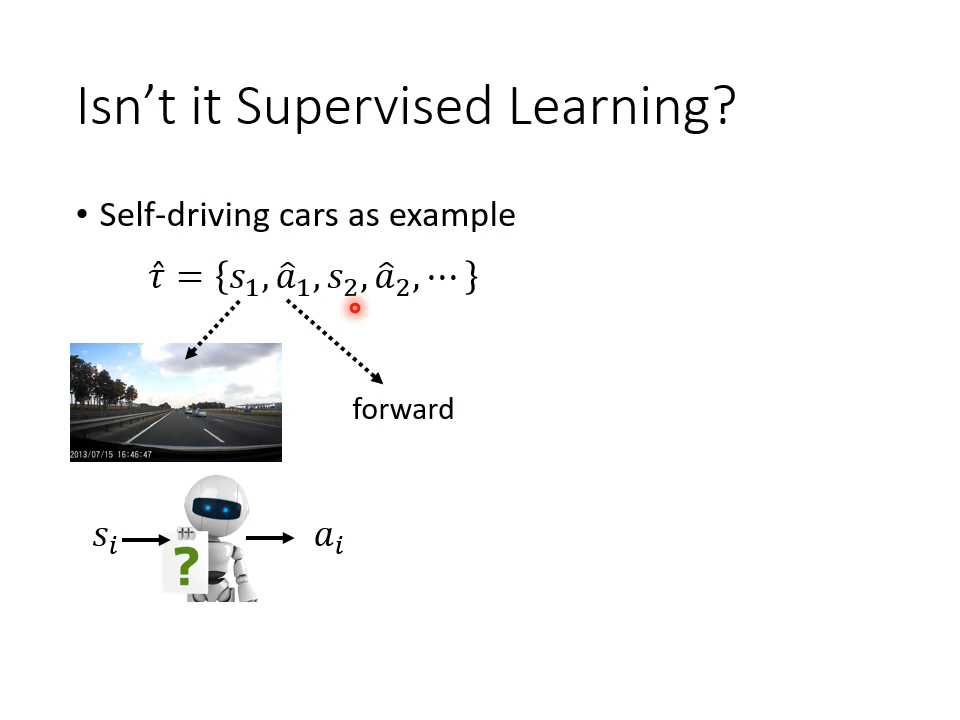 Isn't it Supervised Learning?
• Self-driving cars as example
τ̂ = {s₁, â₁, s₂, â₂, ⋯ }
forward
2013/07/15 16:46:47
sᵢ aᵢ
?